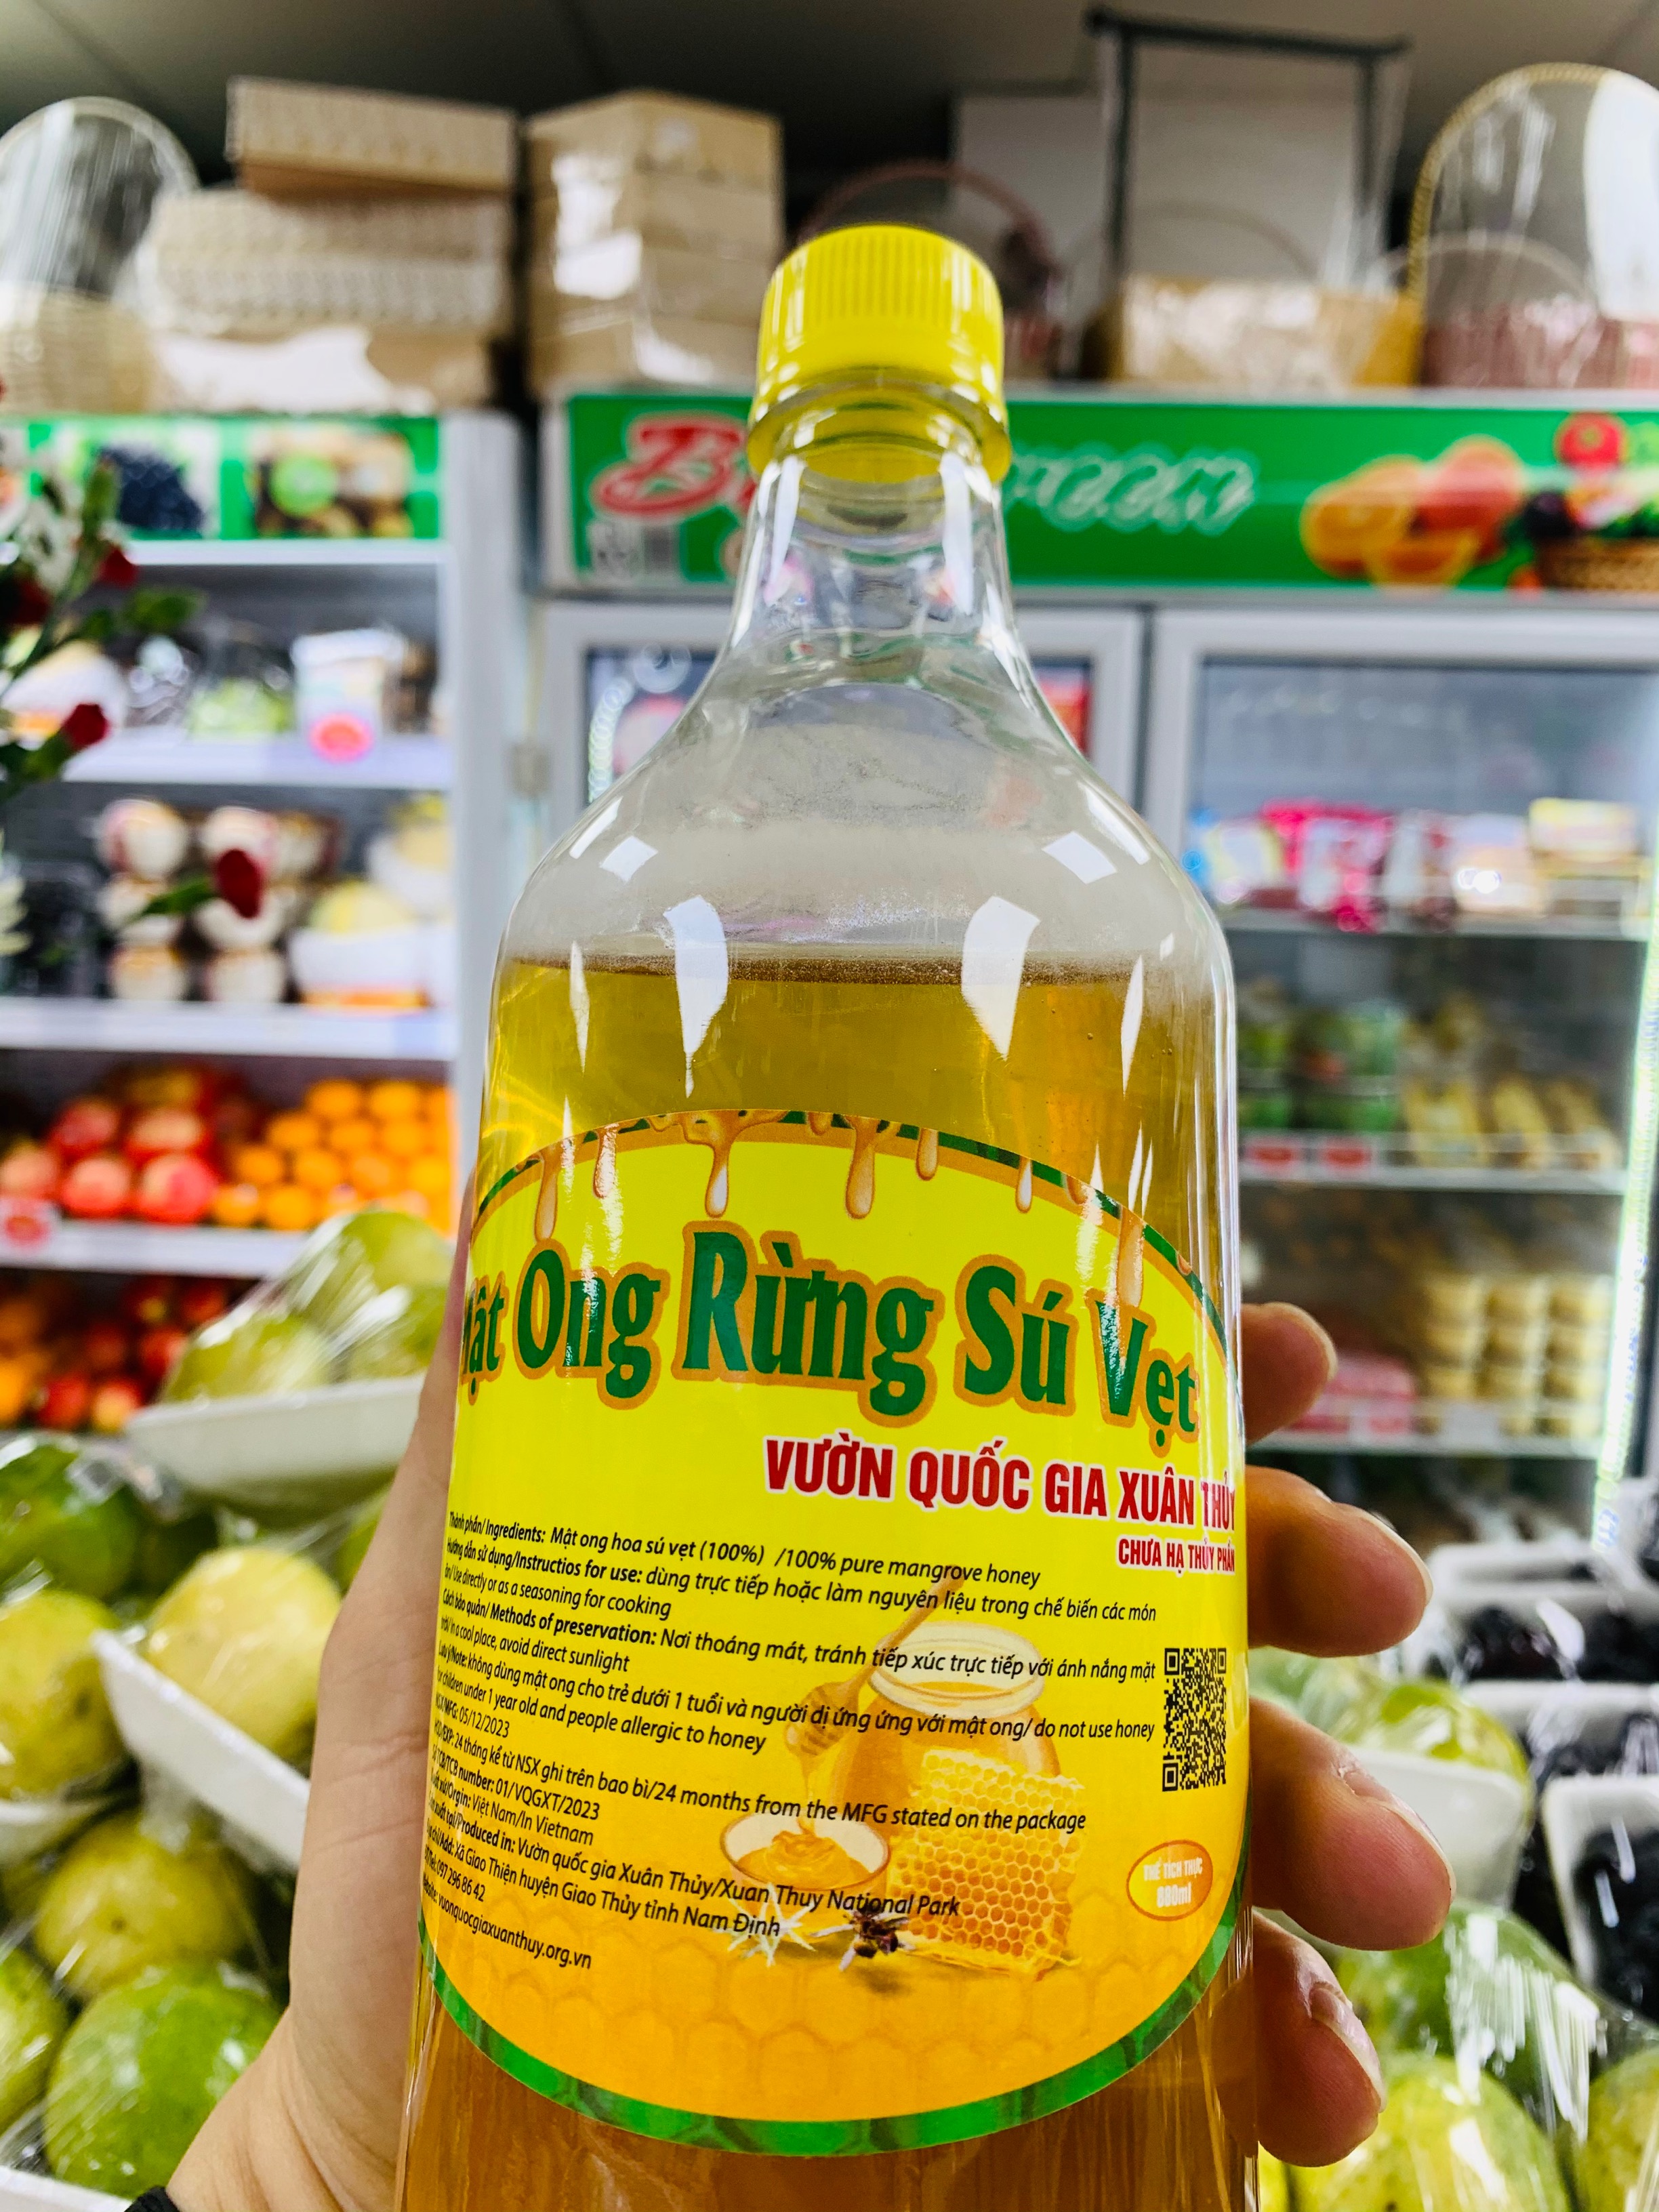 Mật Ong Rừng Sú Vẹt
VƯỜN QUỐC GIA XUÂN THỦY
CHƯA HẠ THỦY PHẦN
Thành phần/ Ingredients: Mật ong hoa sú vẹt (100%) /100% pure mangrove honey
Hướng dẫn sử dụng/Instructios for use: dùng trực tiếp hoặc làm nguyên liệu trong chế biến các món
ăn/ Use directly or as a seasoning for cooking
Cách bảo quản/ Methods of preservation: Nơi thoáng mát, tránh tiếp xúc trực tiếp với ánh nắng mặt
trời/ In a cool place, avoid direct sunlight
Lưu ý/Note: không dùng mật ong cho trẻ dưới 1 tuổi và người dị ứng ứng với mật ong/ do not use honey
for children under 1 year old and people allergic to honey
NSX/MFG: 05/12/2023
HSD/EXP: 24 tháng kể từ NSX ghi trên bao bì/24 months from the MFG stated on the package
Số TCB/TCB number: 01/VQGXT/2023
Xuất xứ/Orgin: Việt Nam/In Vietnam
Sản xuất tại/Produced in: Vườn quốc gia Xuân Thủy/Xuan Thuy National Park
Địa chỉ/Add: Xã Giao Thiện huyện Giao Thủy tỉnh Nam Định
097 296 86 42
Website: vuonquocgiaxuanthuy.org.vn
THỂ TÍCH THỰC
880ml